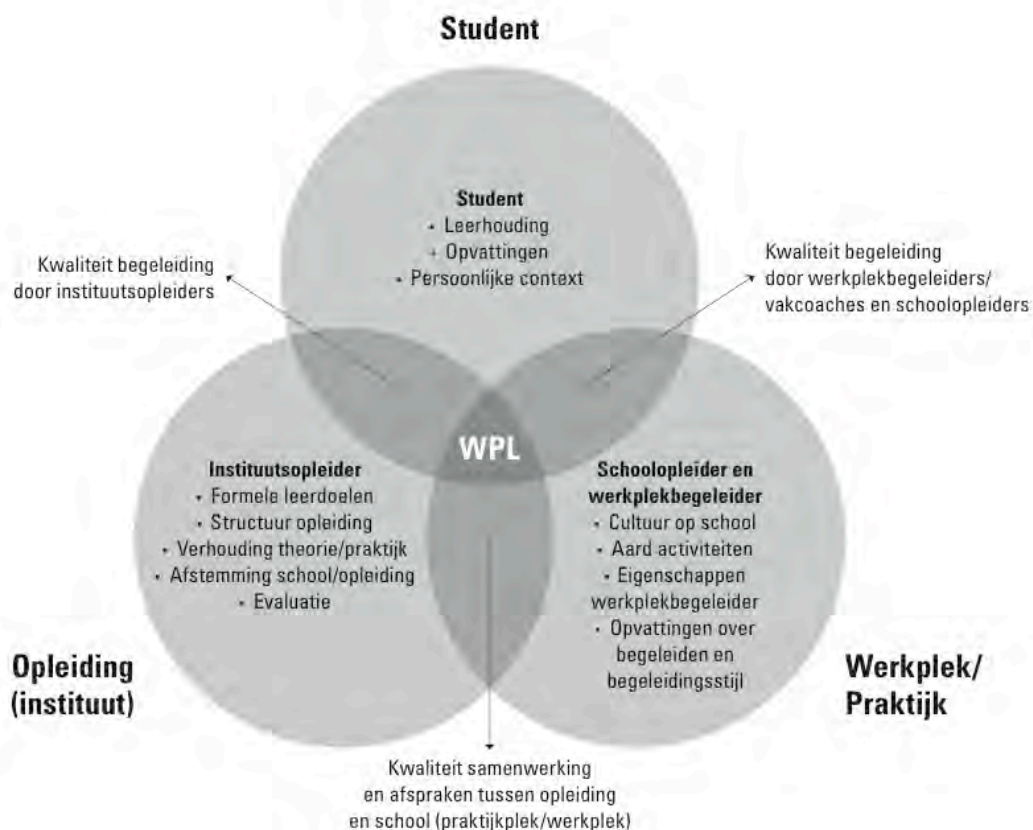 Student
Student
• Leerhouding
• Opvattingen
• Persoonlijke context
Kwaliteit begeleiding
door instituutsopleiders
Kwaliteit begeleiding
door werkplekbegeleiders/
vakcoaches en schoolopleiders
WPL
Instituutsopleider
• Formele leerdoelen
• Structuur opleiding
• Verhouding theorie/praktijk
• Afstemming school/opleiding
• Evaluatie
Schoolopleider en
werkplekbegeleider
• Cultuur op school
• Aard activiteiten
• Eigenschappen
werkplekbegeleider
• Opvattingen over
begeleiden en
begeleidingsstijl
Opleiding
(instituut)
Werkplek/
Praktijk
Kwaliteit samenwerking
en afspraken tussen opleiding
en school (praktijkplek/werkplek)